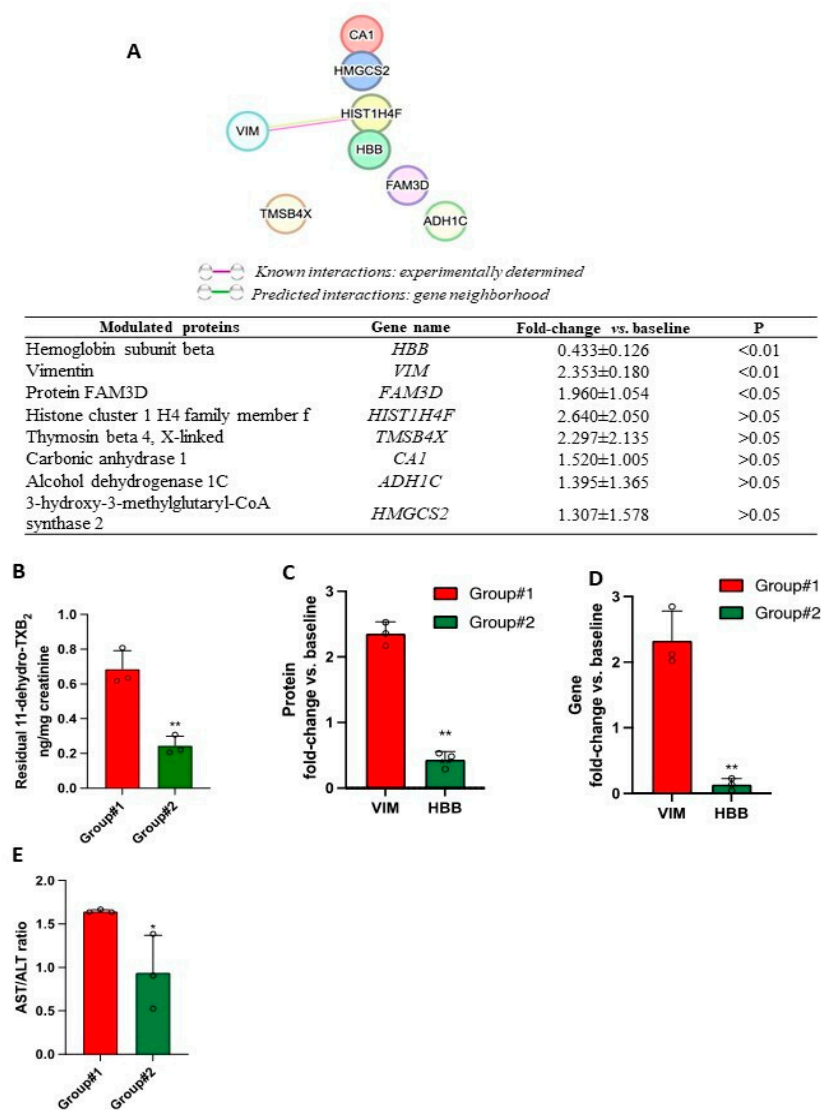 A
CA1
HMGCS2
HIST1H4F
VIM
HBB
FAM3D
TMSB4X
ADH1C
Known interactions: experimentally determined
Predicted interactions: gene neighborhood
Modulated proteins Gene name Fold-change vs. baseline P
Hemoglobin subunit beta HBB 0.433±0.126 <0.01
Vimentin VIM 2.353±0.180 <0.01
Protein FAM3D FAM3D 1.960±1.054 <0.05
Histone cluster 1 H4 family member f HIST1H4F 2.640±2.050 >0.05
Thymosin beta 4, X-linked TMSB4X 2.297±2.135 >0.05
Carbonic anhydrase 1 CA1 1.520±1.005 >0.05
Alcohol dehydrogenase 1C ADH1C 1.395±1.365 >0.05
3-hydroxy-3-methylglutaryl-CoA
synthase 2 HMGCS2 1.307±1.578 >0.05
B
Residual 11-dehydro-TXB2
ng/mg creatinine
1.0
0.8
0.6
0.4
0.2
0.0
**
Group#1
Group#2
C
Protein
fold-change vs. baseline
3
2
1
0
Group#1
Group#2
**
VIM HBB
D
Gene
fold-change vs. baseline
3
2
1
0
Group#1
Group#2
**
VIM HBB
E
AST/ALT ratio
2.0
1.5
1.0
0.5
0.0
*
Group#1
Group#2